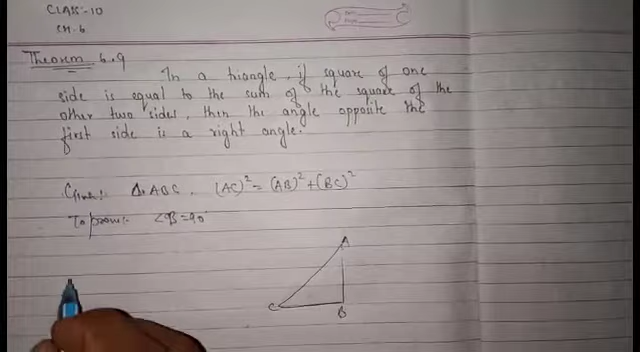 CLASS:-10
CH.6
Theorem 6.9
In a triangle, if square of one
side is equal to the sum of the square of the
other two sides, then the angle opposite the
first side is a right angle.
Given:- Δ ABC, (AC)² = (AB)² + (BC)²
To prove:- ∠B = 90°
A
C
B